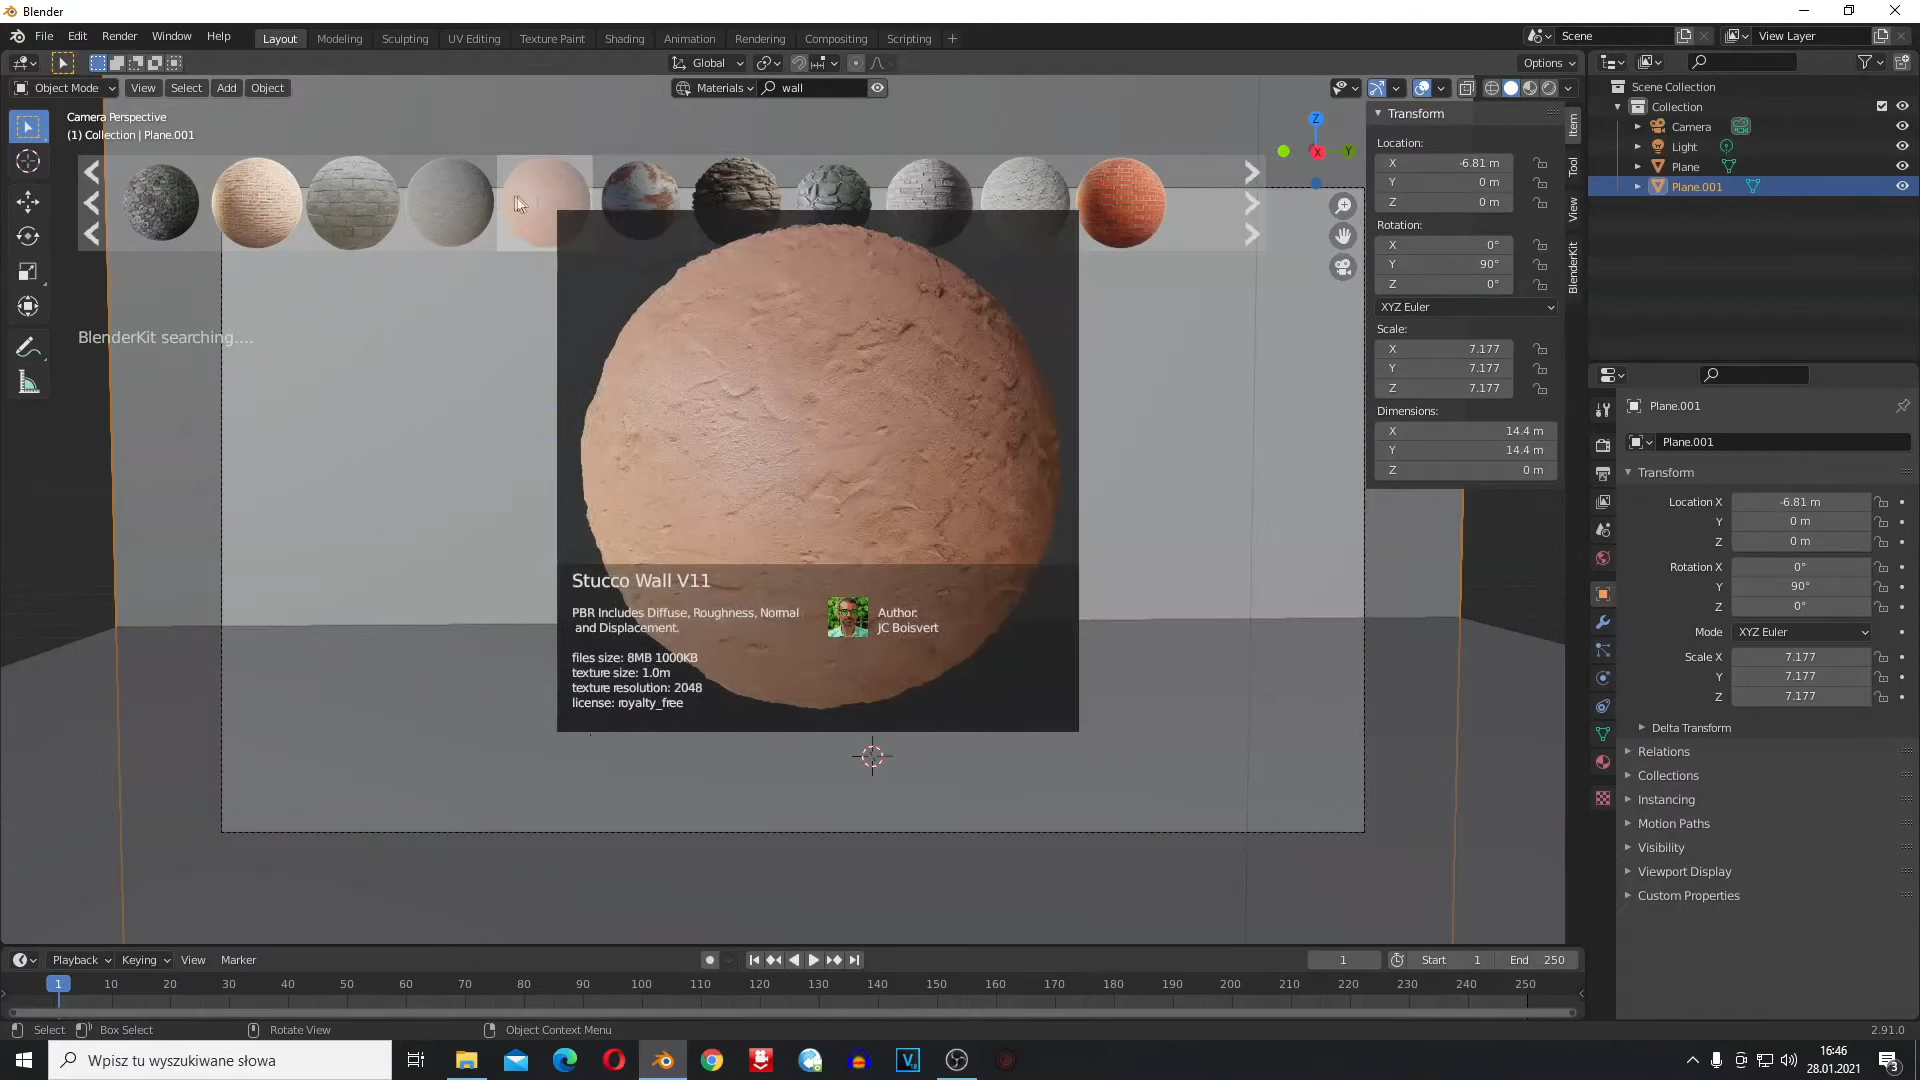 Blender
File Edit Render Window Help
Layout Modeling Sculpting UV Editing Texture Paint Shading Animation Rendering Compositing Scripting +
Scene
View Layer
Global
Options
Object Mode View Select Add Object
Materials wall
Camera Perspective
(1) Collection | Plane.001
Z
X
Y
BlenderKit searching....
Stucco Wall V11
PBR Includes Diffuse, Roughness, Normal
and Displacement.
Author:
JC Boisvert
files size: 8MB 1000KB
texture size: 1.0m
texture resolution: 2048
license: royalty_free
Transform
Location:
X -6.81 m
Y 0 m
Z 0 m
Rotation:
X 0°
Y 90°
Z 0°
XYZ Euler
Scale:
X 7.177
Y 7.177
Z 7.177
Dimensions:
X 14.4 m
Y 14.4 m
Z 0 m
Item
Tool
View
BlenderKit
Scene Collection
Collection
Camera
Light
Plane
Plane.001
Plane.001
Plane.001
Transform
Location X -6.81 m
Y 0 m
Z 0 m
Rotation X 0°
Y 90°
Z 0°
Mode XYZ Euler
Scale X 7.177
Y 7.177
Z 7.177
Delta Transform
Relations
Collections
Instancing
Motion Paths
Visibility
Viewport Display
Custom Properties
Playback Keying View Marker
1 Start 1 End 250
1 10 20 30 40 50 60 70 80 90 100 110 120 130 140 150 160 170 180 190 200 210 220 230 240 250
Select Box Select Rotate View Object Context Menu
2.91.0
Wpisz tu wyszukiwane słowa
16:46
28.01.2021
3